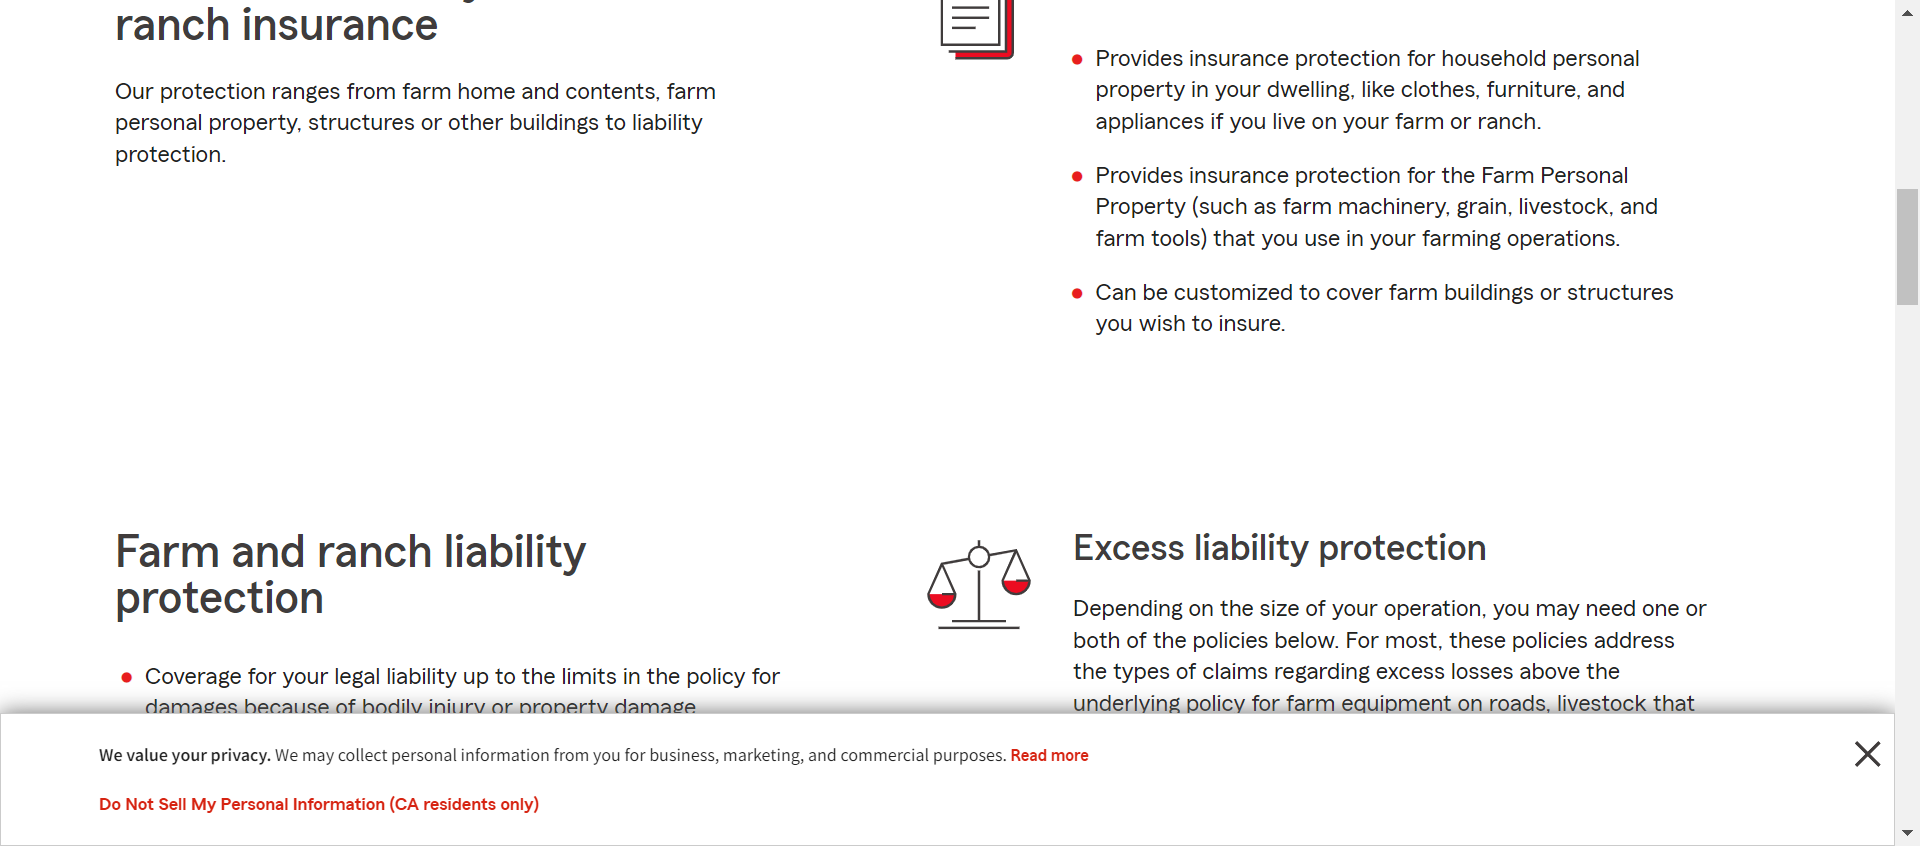 ranch insurance
Our protection ranges from farm home and contents, farm
personal property, structures or other buildings to liability
protection.
Provides insurance protection for household personal
property in your dwelling, like clothes, furniture, and
appliances if you live on your farm or ranch.
Provides insurance protection for the Farm Personal
Property (such as farm machinery, grain, livestock, and
farm tools) that you use in your farming operations.
Can be customized to cover farm buildings or structures
you wish to insure.
Farm and ranch liability
protection
Coverage for your legal liability up to the limits in the policy for
damages because of bodily injury or property damage
Excess liability protection
Depending on the size of your operation, you may need one or
both of the policies below. For most, these policies address
the types of claims regarding excess losses above the
underlying policy for farm equipment on roads, livestock that
We value your privacy. We may collect personal information from you for business, marketing, and commercial purposes. Read more
Do Not Sell My Personal Information (CA residents only)